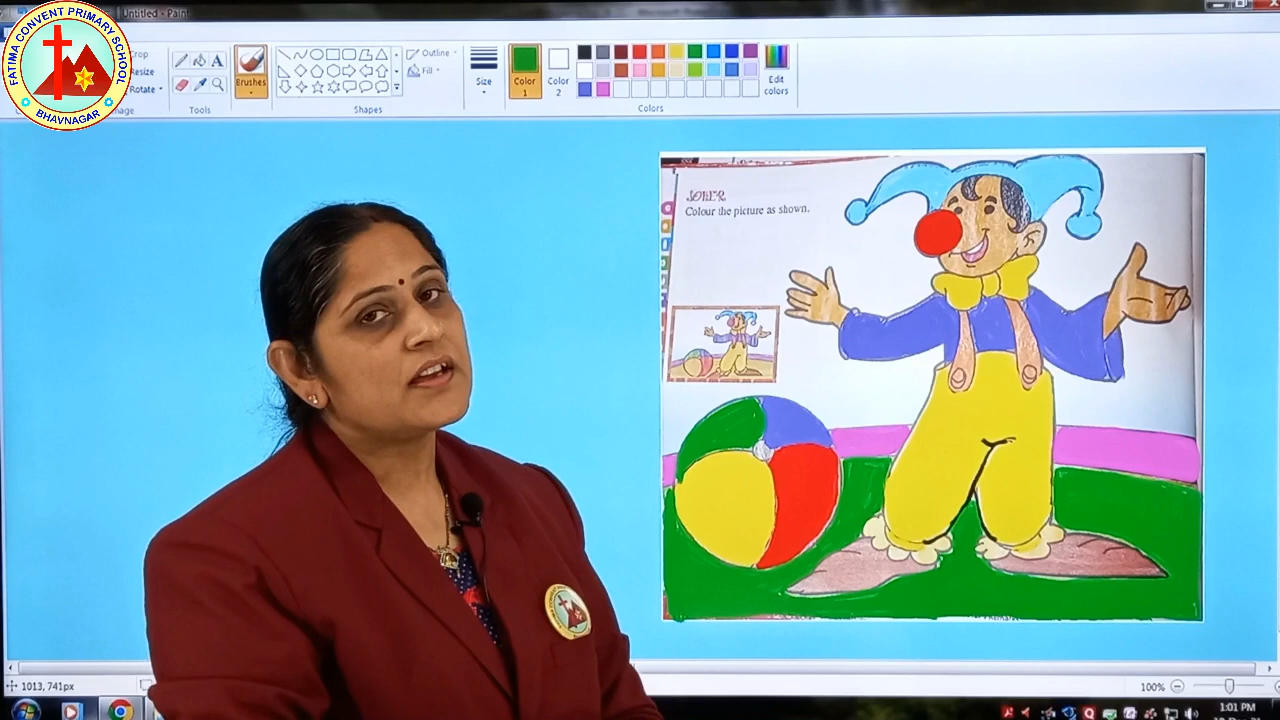 FATIMA CONVENT PRIMARY SCHOOL
BHAVNAGAR
Untitled - Paint
Crop
Resize
Rotate
Tools
Brushes
Shapes
Outline
Fill
Size
Color 1
Color 2
Edit colors
Colors
JOKER
Colour the picture as shown.
1013, 741px
100%
1:01 PM